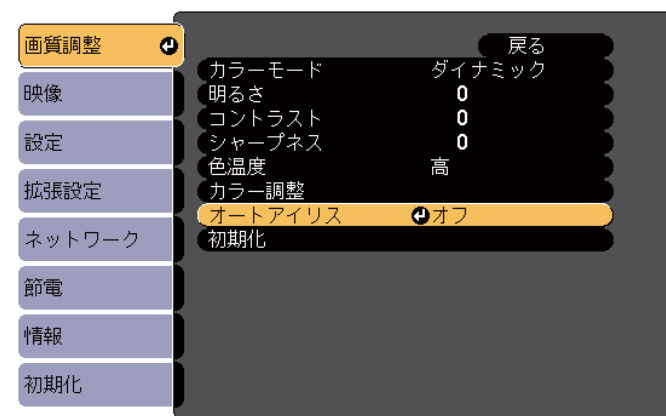 画質調整
映像
設定
拡張設定
ネットワーク
節電
情報
初期化
戻る
カラーモード ダイナミック
明るさ 0
コントラスト 0
シャープネス 0
色温度 高
カラー調整
オートアイリス オフ
初期化